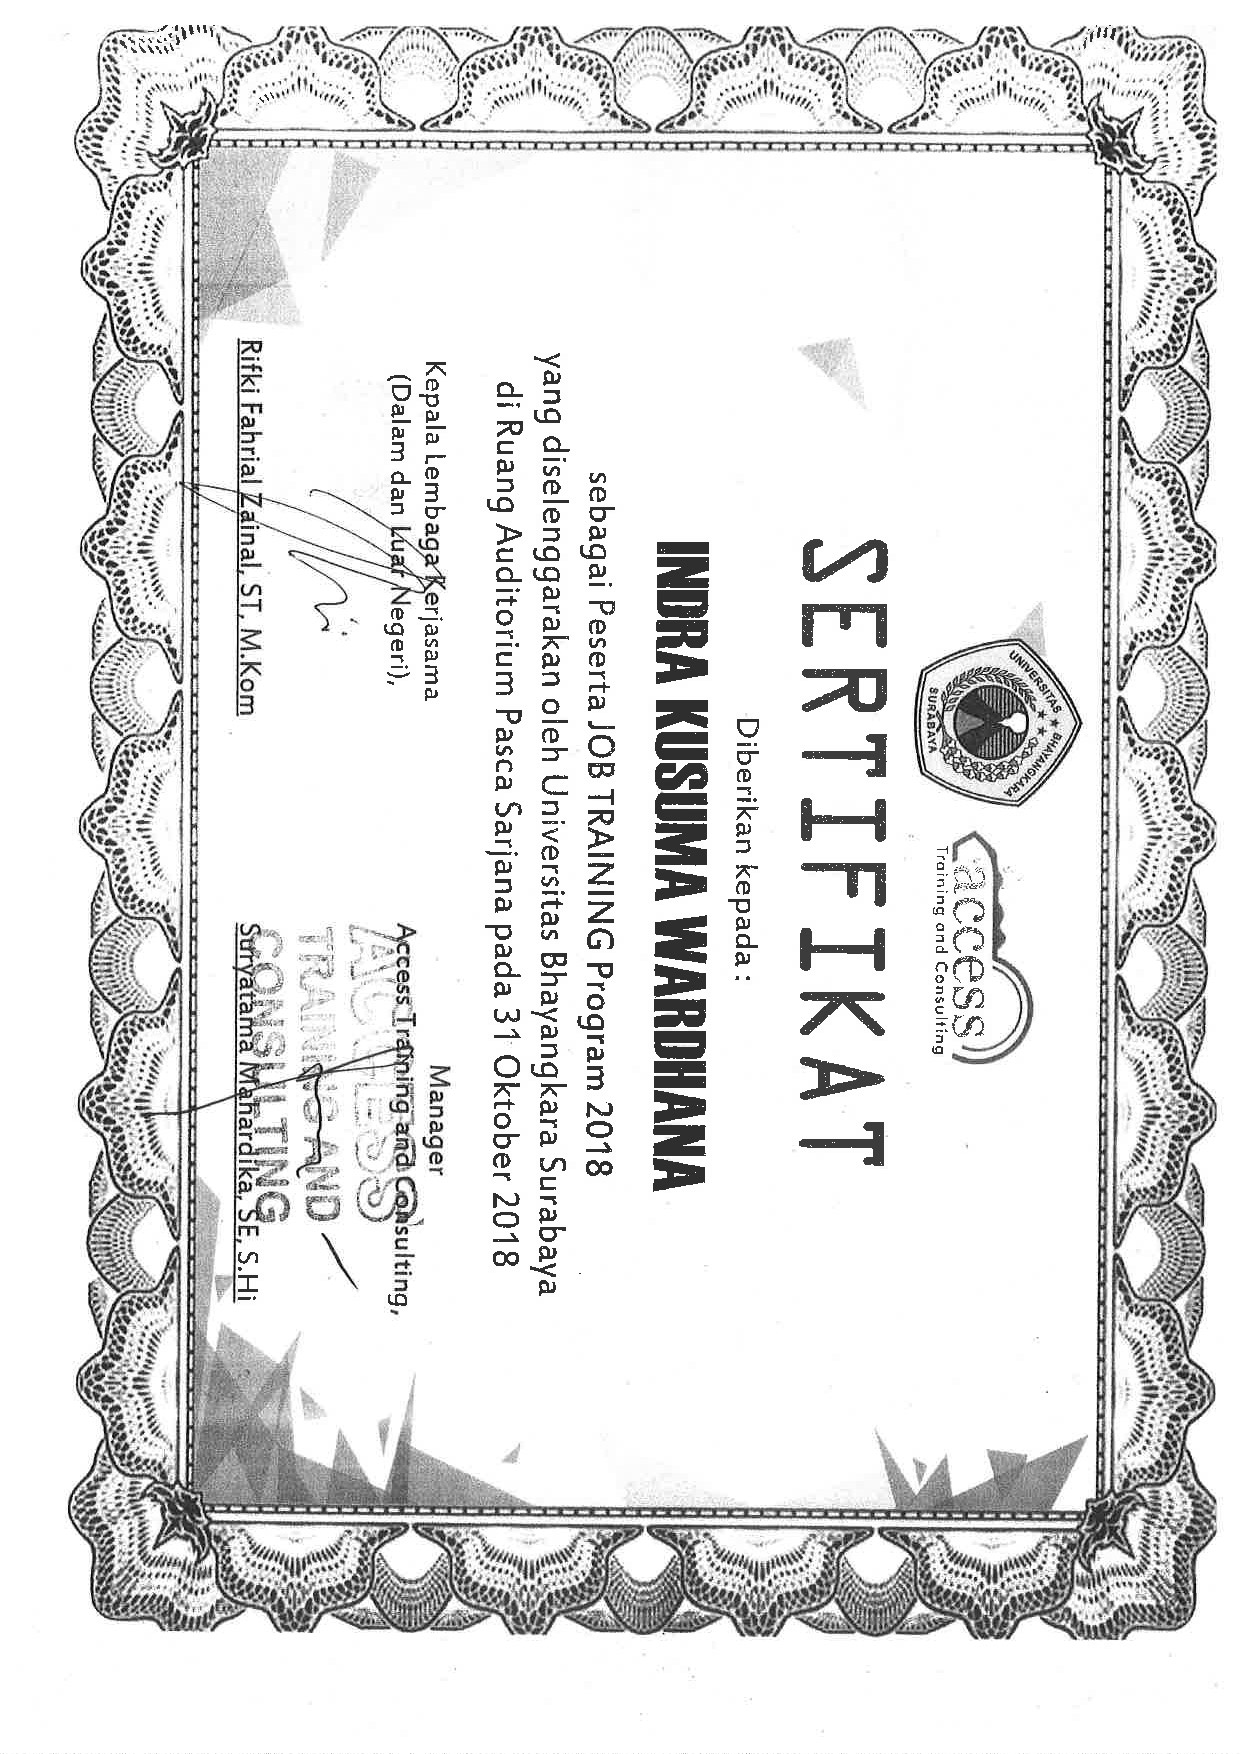 UNIVERSITAS BHAYANGKARA
SURABAYA
access
Training and Consulting
SERTIFIKAT
Diberikan kepada :
INDRA KUSUMA WARDHANA
sebagai Peserta JOB TRAINING Program 2018
yang diselenggarakan oleh Universitas Bhayangkara Surabaya
di Ruang Auditorium Pasca Sarjana pada 31 Oktober 2018
Kepala Lembaga Kerjasama
(Dalam dan Luar Negeri),
Rifki Fahrial Zainal, ST, M.Kom
Manager
Access Training and Consulting,
ACCESS
TRAINING AND
CONSULTING
Suryatama Mahardika, SE, S.Hi